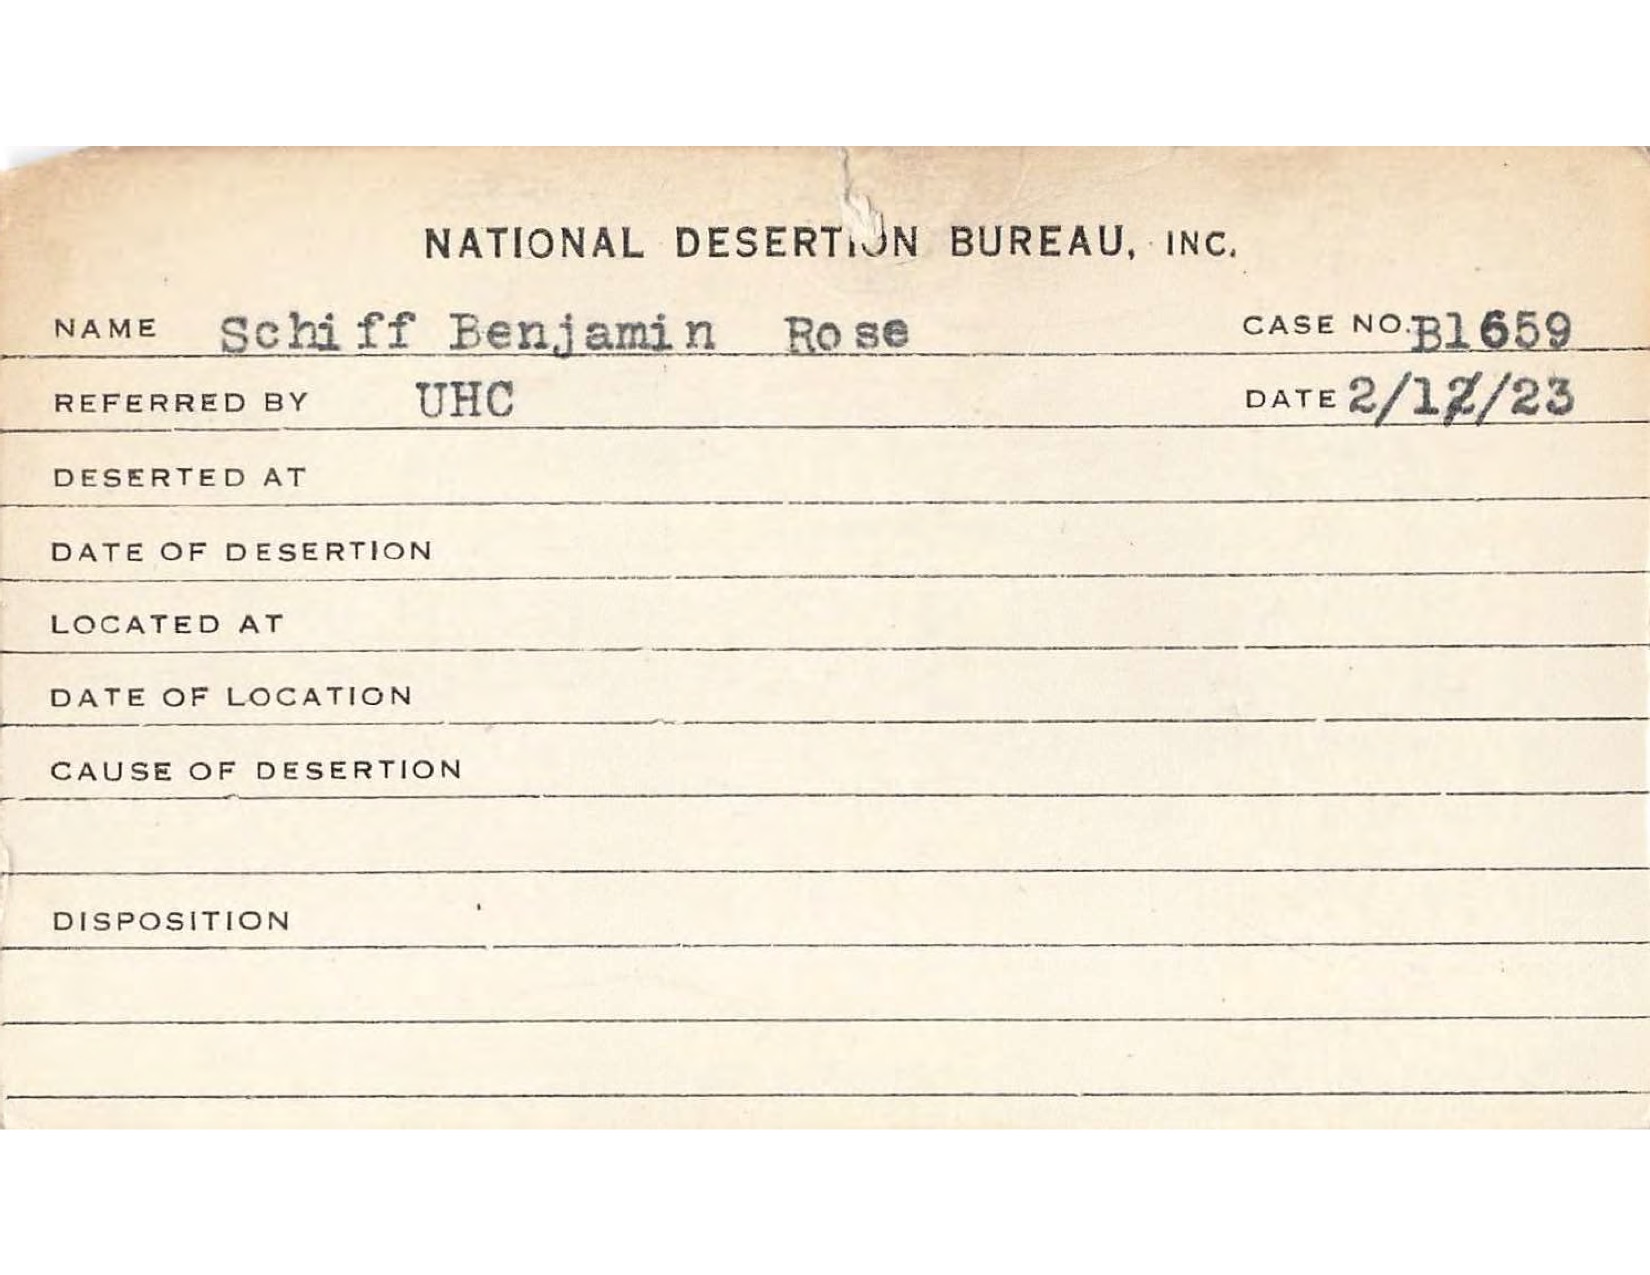 NATIONAL DESERTION BUREAU, INC.
NAME Schiff Benjamin Rose CASE NO. B1659
REFERRED BY UHC DATE 2/12/23
DESERTED AT
DATE OF DESERTION
LOCATED AT
DATE OF LOCATION
CAUSE OF DESERTION
DISPOSITION